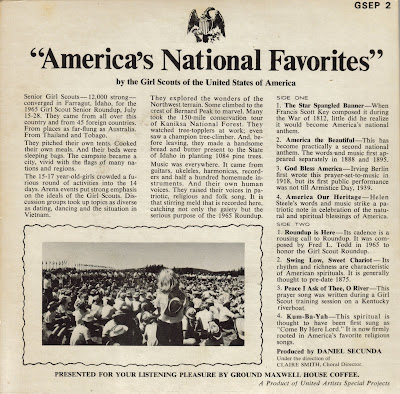 GSEP 2
"America's National Favorites"
by the Girl Scouts of the United States of America
Senior Girl Scouts—12,000 strong—
converged in Farragut, Idaho, for the
1965 Girl Scout Senior Roundup, July
15-28. They came from all over this
country and from 45 foreign countries.
From places as far-flung as Australia.
From Thailand and Tobago.
They pitched their own tents. Cooked
their own meals. And their beds were
sleeping bags. The campsite became a
city, vivid with the flags of many na-
tions and regions.
The 15-17 year-old girls crowded a fu-
rious round of activities into the 14
days. Arena events put strong emphasis
on the ideals of the Girl Scouts. Dis-
cussion groups took up topics as diverse
as dating, dancing and the situation in
Vietnam.
They explored the wonders of the
Northwest terrain. Some climbed to the
crest of Bernard Peak to marvel. Many
took the 150-mile conservation tour
of Kaniksu National Forest. They
watched tree-topplers at work; even
saw a champion tree-climber. And, be-
fore leaving, they made a handsome
bread and butter present to the State
of Idaho in planting 1084 pine trees.
Music was everywhere. It came from
guitars, ukeleles, harmonicas, record-
ers and half a hundred homemade in-
struments. And their own human
voices. They raised their voices in pa-
triotic, religious and folk song. It is
that stirring meld that is recorded here,
catching not only the gaiety but the
serious purpose of the 1965 Roundup.
SIDE ONE
1. The Star Spangled Banner—When
Francis Scott Key composed it during
the War of 1812, little did he realize
it would become America's national
anthem.
2. America the Beautiful—This has
become practically a second national
anthem. The words and music first ap-
peared separately in 1888 and 1895.
3. God Bless America—Irving Berlin
first wrote this prayer-set-to-music in
1918, but its first public performance
was not till Armistice Day, 1939.
4. America Our Heritage—Helen
Steele's words and music strike a pa-
triotic note in celebration of the natu-
ral and spiritual blessings of America.
SIDE TWO
1. Roundup is Here—Its cadence is a
rousing call to Roundup. It was com-
posed by Fred L. Todd in 1965 to
honor the Girl Scout Roundup.
2. Swing Low, Sweet Chariot—Its
rhythm and richness are characteristic
of American spirituals. It is generally
thought to pre-date 1875.
3. Peace I Ask of Thee, O River—This
prayer song was written during a Girl
Scout training session on a Kentucky
riverboat.
4. Kum-Ba-Yah—This spiritual is
thought to have been first sung as
"Come By Here Lord." It is now firmly
rooted in America's favorite religious
songs.
Produced by DANIEL SECUNDA
Under the direction of
CLAIRE SMITH, Choral Director.
PRESENTED FOR YOUR LISTENING PLEASURE BY GROUND MAXWELL HOUSE COFFEE.
A Product of United Artists Special Projects